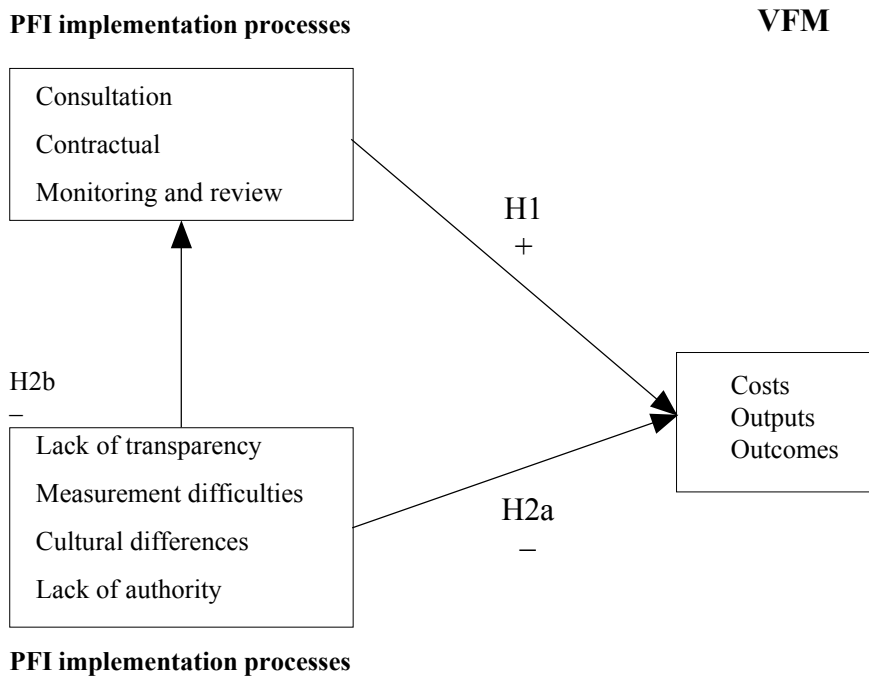 PFI implementation processes
VFM
Consultation
Contractual
Monitoring and review
H1
+
H2b
–
Costs
Outputs
Outcomes
Lack of transparency
Measurement difficulties
Cultural differences
Lack of authority
H2a
–
PFI implementation processes